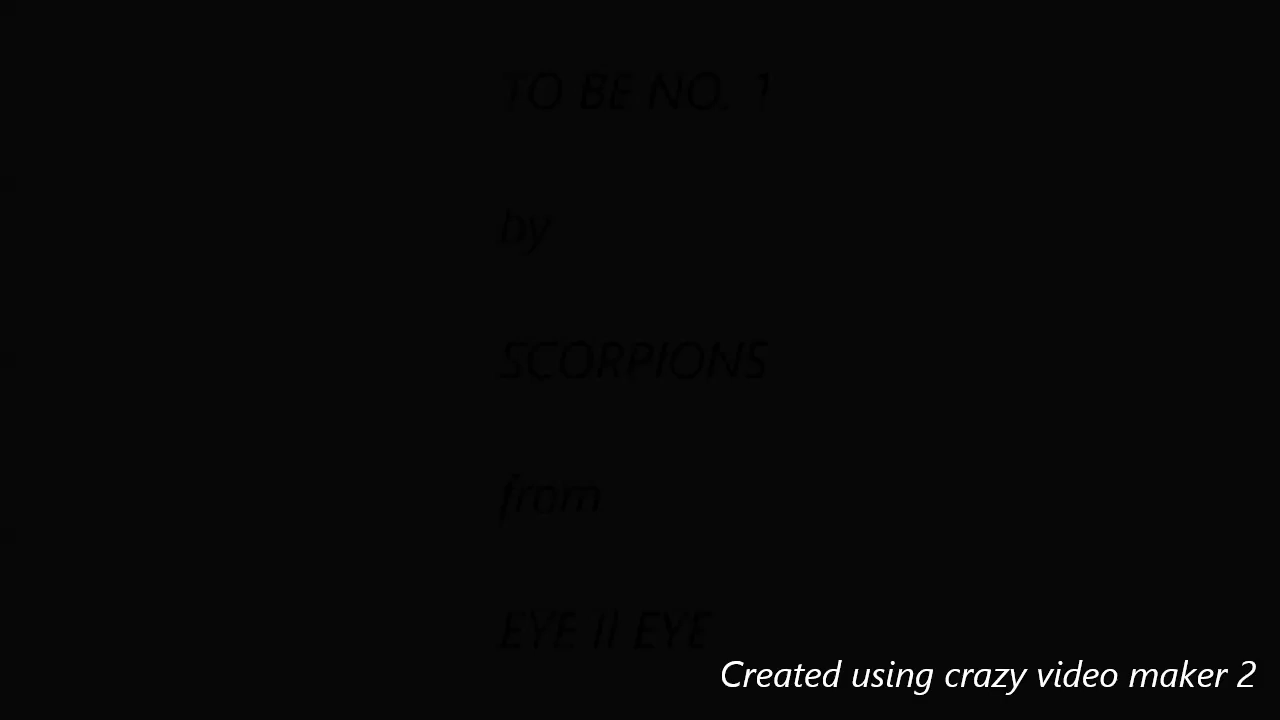 TO BE NO. 1
by
SCORPIONS
from
EYE II EYE
Created using crazy video maker 2